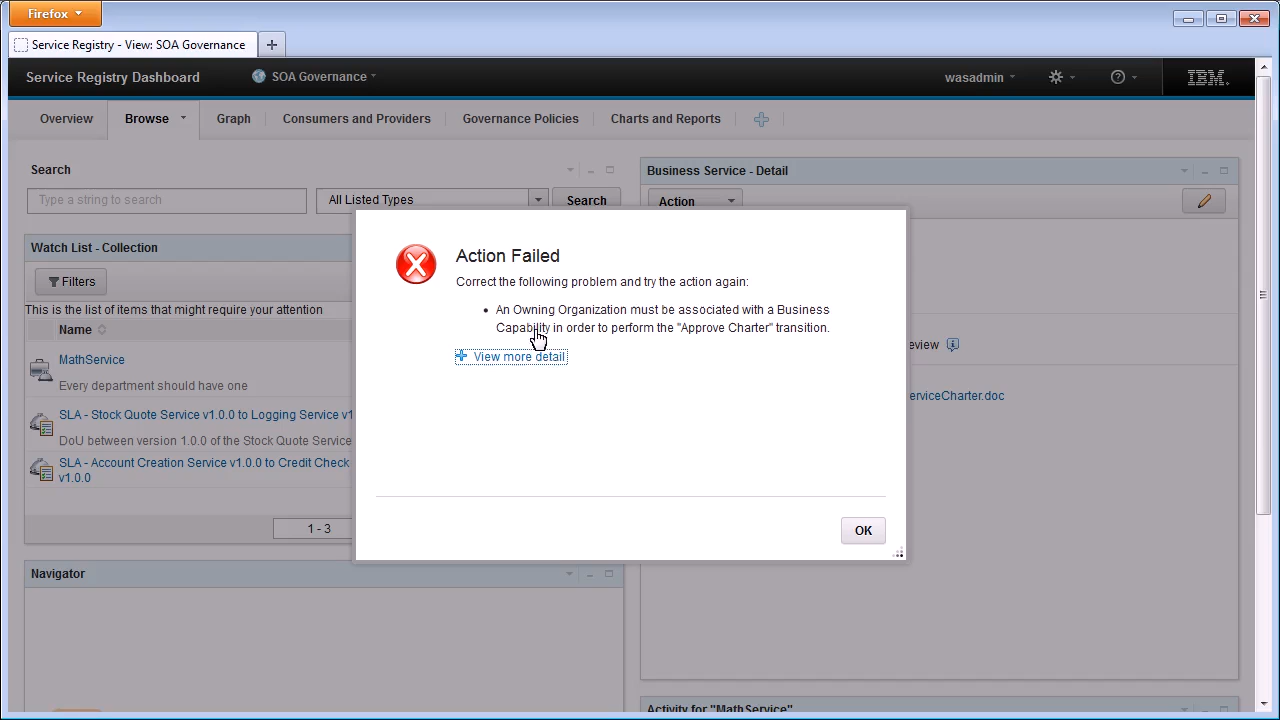 Firefox
Service Registry - View: SOA Governance
Service Registry Dashboard
SOA Governance
wasadmin
IBM
Overview
Browse
Graph
Consumers and Providers
Governance Policies
Charts and Reports
Search
Type a string to search
All Listed Types
Search
Business Service - Detail
Action
Watch List - Collection
Filters
This is the list of items that might require your attention
Name
MathService
Every department should have one
SLA - Stock Quote Service v1.0.0 to Logging Service v1
DoU between version 1.0.0 of the Stock Quote Service
SLA - Account Creation Service v1.0.0 to Credit Check
v1.0.0
1 - 3
Action Failed
Correct the following problem and try the action again:
• An Owning Organization must be associated with a Business
Capability in order to perform the "Approve Charter" transition.
View more detail
OK
eview
erviceCharter.doc
Navigator
Activity for "MathService"